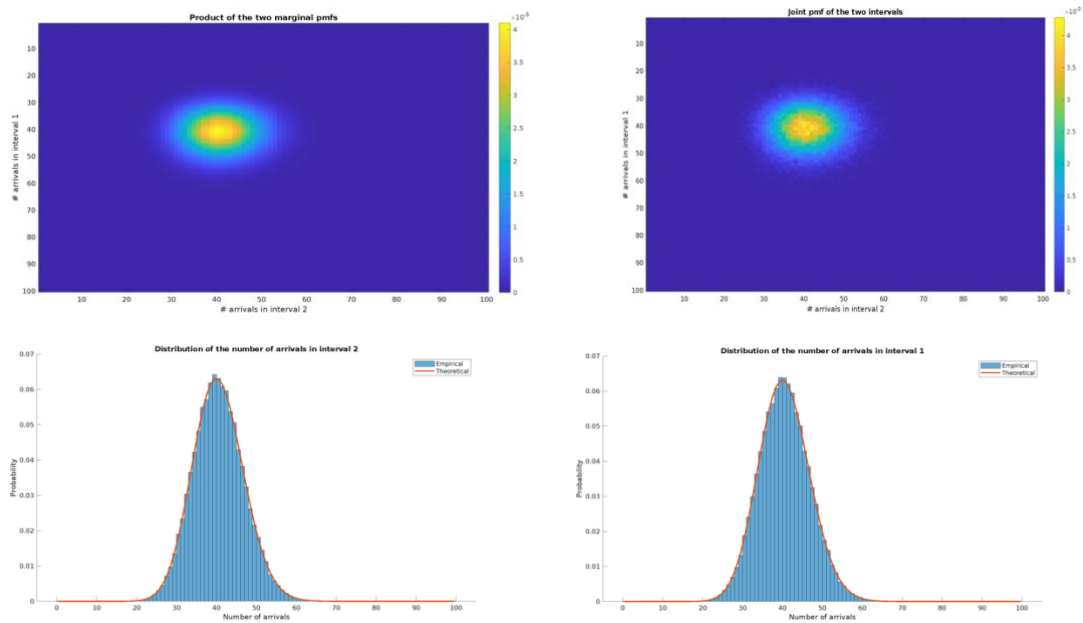 Product of the two marginal pmfs
×10⁻³
10
20
30
40
50
60
70
80
90
100
# arrivals in interval 1
10 20 30 40 50 60 70 80 90 100
# arrivals in interval 2
4
3.5
3
2.5
2
1.5
1
0.5
0
Joint pmf of the two intervals
×10⁻³
10
20
30
40
50
60
70
80
90
100
# arrivals in interval 1
10 20 30 40 50 60 70 80 90 100
# arrivals in interval 2
4
3.5
3
2.5
2
1.5
1
0.5
0
Distribution of the number of arrivals in interval 2
Empirical
Theoretical
0.07
0.06
0.05
0.04
0.03
0.02
0.01
0
Probability
0 10 20 30 40 50 60 70 80 90 100
Number of arrivals
Distribution of the number of arrivals in interval 1
Empirical
Theoretical
0.07
0.06
0.05
0.04
0.03
0.02
0.01
0
Probability
0 10 20 30 40 50 60 70 80 90 100
Number of arrivals